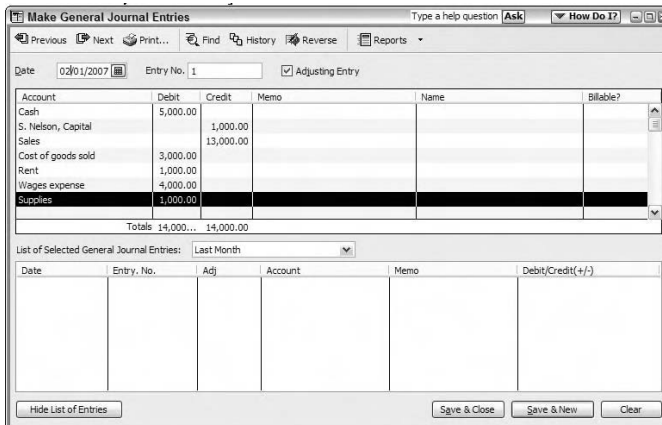 Make General Journal Entries Type a help question Ask How Do I?
Previous Next Print... Find History Reverse Reports
Date 02/01/2007 Entry No. 1 Adjusting Entry
Account Debit Credit Memo Name Billable?
Cash 5,000.00
S. Nelson, Capital 1,000.00
Sales 13,000.00
Cost of goods sold 3,000.00
Rent 1,000.00
Wages expense 4,000.00
Supplies 1,000.00
Totals 14,000... 14,000.00
List of Selected General Journal Entries: Last Month
Date Entry. No. Adj Account Memo Debit/Credit(+/-)
Hide List of Entries Save & Close Save & New Clear